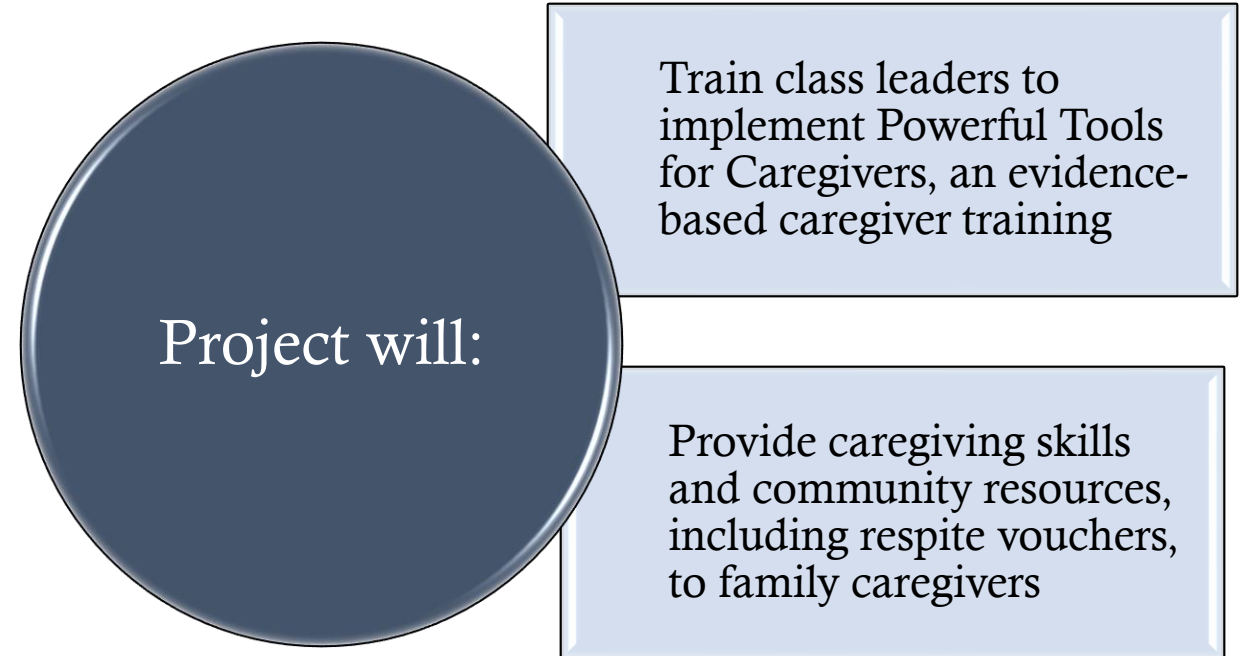 Project will:
Train class leaders to
implement Powerful Tools
for Caregivers, an evidence-
based caregiver training
Provide caregiving skills
and community resources,
including respite vouchers,
to family caregivers